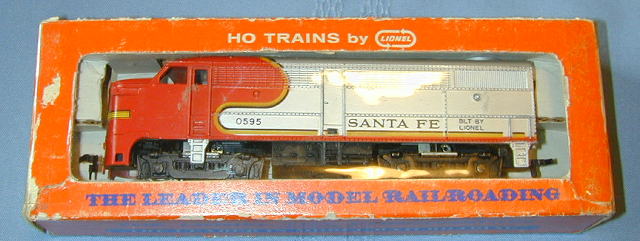 HO TRAINS by LIONEL
0595
SANTA FE
BLT BY
LIONEL
THE LEADER IN MODEL RAILROADING